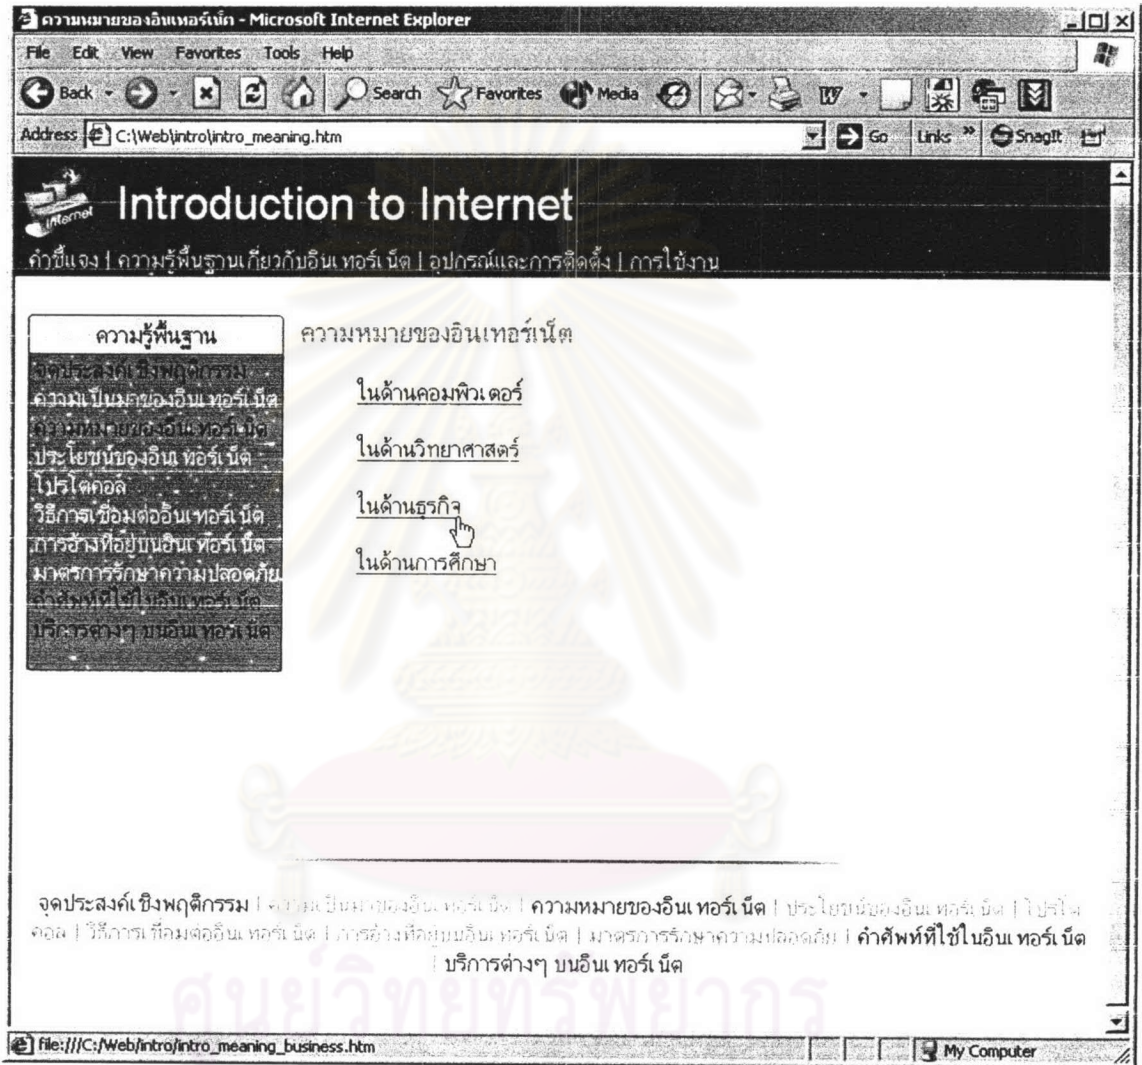 ความหมายของอินเทอร์เน็ต - Microsoft Internet Explorer
File Edit View Favorites Tools Help
Back Search Favorites Media
Address C:\Web\intro\intro_meaning.htm Go Links » SnagIt
Internet
Introduction to Internet
คำชี้แจง | ความรู้พื้นฐานเกี่ยวกับอินเทอร์เน็ต | อุปกรณ์และการติดตั้ง | การใช้งาน
ความรู้พื้นฐาน
จุดประสงค์เชิงพฤติกรรม
ความเป็นมาของอินเทอร์เน็ต
ความหมายของอินเทอร์เน็ต
ประโยชน์ของอินเทอร์เน็ต
โปรโตคอล
วิธีการเชื่อมต่ออินเทอร์เน็ต
การอ้างที่อยู่บนอินเทอร์เน็ต
มาตรการรักษาความปลอดภัย
คำศัพท์ที่ใช้ในอินเทอร์เน็ต
บริการต่างๆ บนอินเทอร์เน็ต
ความหมายของอินเทอร์เน็ต
ในด้านคอมพิวเตอร์
ในด้านวิทยาศาสตร์
ในด้านธุรกิจ
ในด้านการศึกษา
จุดประสงค์เชิงพฤติกรรม | ความเป็นมาของอินเทอร์เน็ต | ความหมายของอินเทอร์เน็ต | ประโยชน์ของอินเทอร์เน็ต | โปรโต
คอล | วิธีการเชื่อมต่ออินเทอร์เน็ต | การอ้างที่อยู่บนอินเทอร์เน็ต | มาตรการรักษาความปลอดภัย | คำศัพท์ที่ใช้ในอินเทอร์เน็ต
| บริการต่างๆ บนอินเทอร์เน็ต
ศูนย์วิทยทรัพยากร
file:///C:/Web/intro/intro_meaning_business.htm My Computer